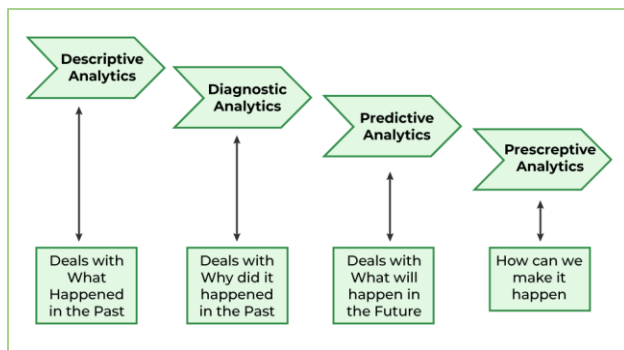 Descriptive
Analytics
Diagnostic
Analytics
Predictive
Analytics
Prescreptive
Analytics
Deals with
What
Happened
in the Past
Deals with
Why did it
happened
in the Past
Deals with
What will
happen in
the Future
How can we
make it
happen